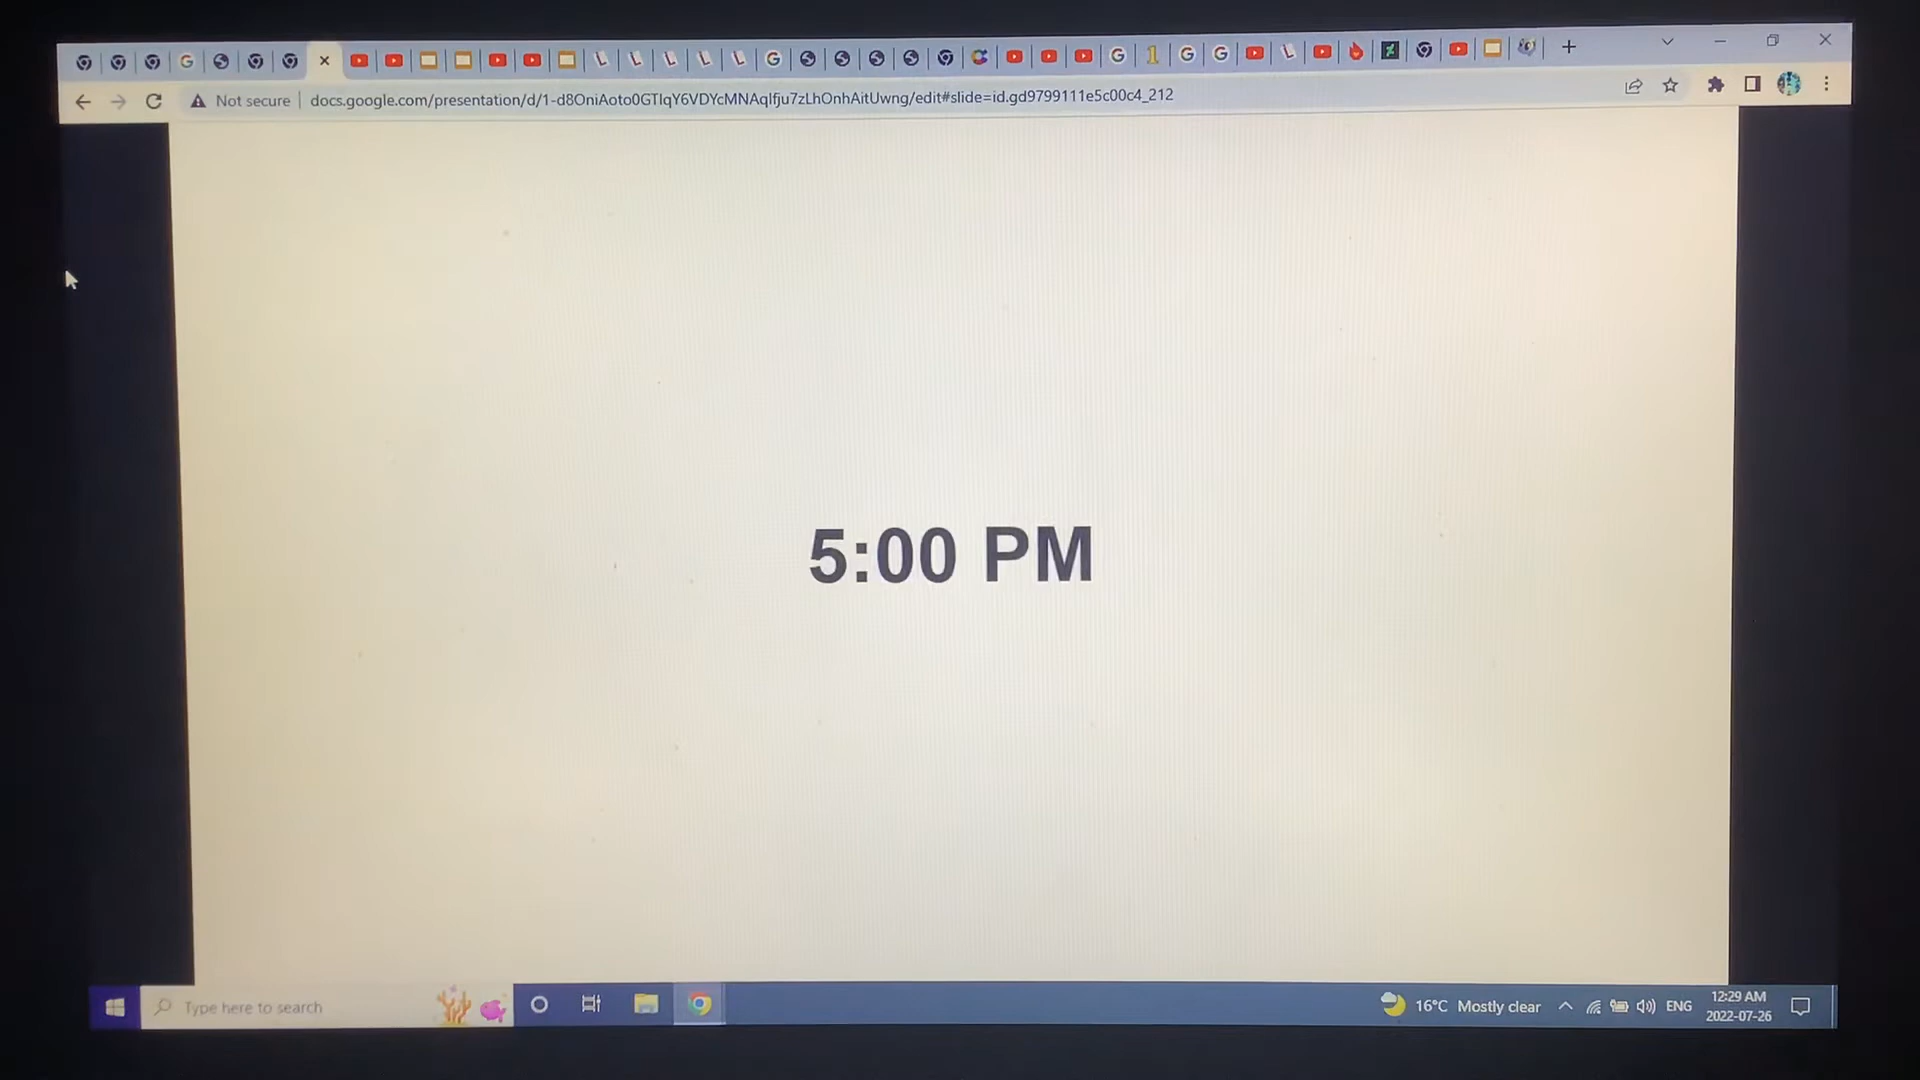 Not secure
docs.google.com/presentation/d/1-d8OniAoto0GTlqY6VDYcMNAqIfju7zLhOnhAitUwng/edit#slide=id.gd9799111e5c00c4_212
5:00 PM
Type here to search
16°C Mostly clear
ENG
12:29 AM
2022-07-26